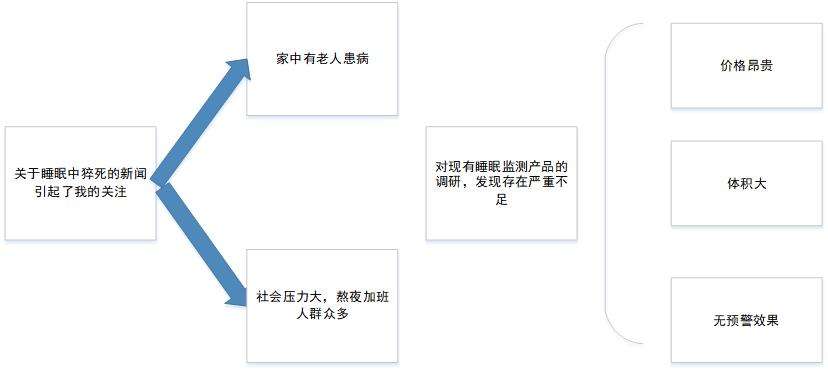 关于睡眠中猝死的新闻
引起了我的关注
家中有老人患病
社会压力大，熬夜加班
人群众多
对现有睡眠监测产品的
调研，发现存在严重不
足
价格昂贵
体积大
无预警效果